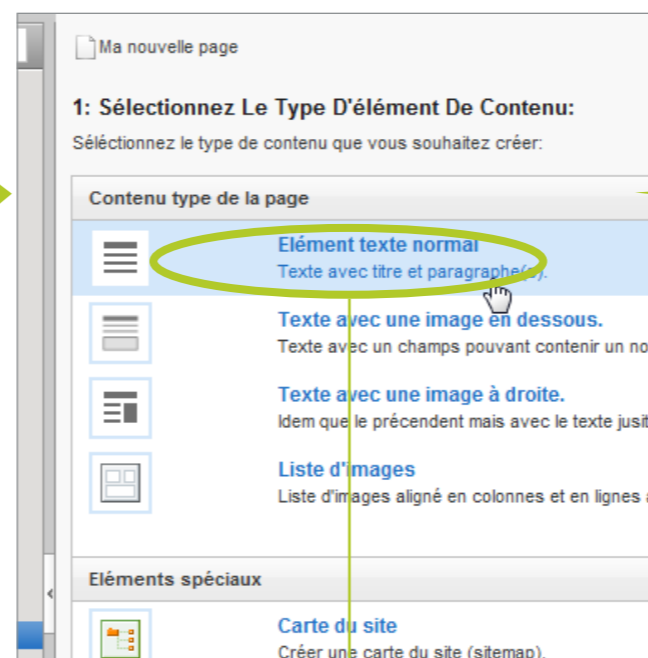 Ma nouvelle page
1: Sélectionnez Le Type D'élément De Contenu:
Séléctionnez le type de contenu que vous souhaitez créer:
Contenu type de la page
Elément texte normal
Texte avec titre et paragraphe(s).
Texte avec une image en dessous.
Texte avec un champs pouvant contenir un no
Texte avec une image à droite.
Idem que le précendent mais avec le texte jusit
Liste d'images
Liste d'images aligné en colonnes et en lignes a
Eléments spéciaux
Carte du site
Créer une carte du site (sitemap).